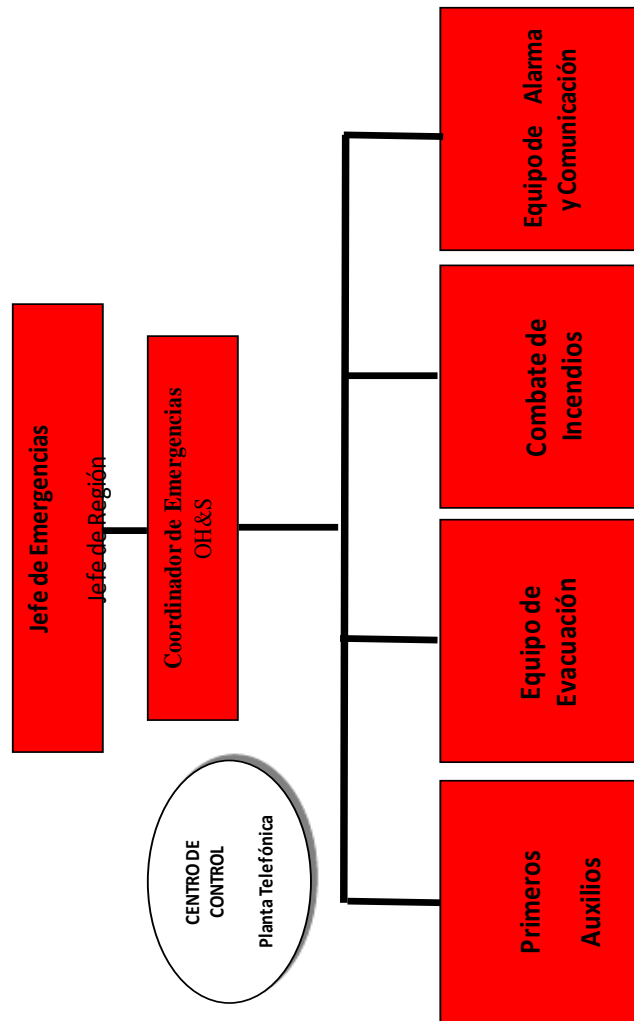 Jefe de Emergencias
Jefe de Región
Coordinador de Emergencias
OH&S
CENTRO DE
CONTROL
Planta Telefónica
Primeros
Auxilios
Equipo de
Evacuación
Combate de
Incendios
Equipo de Alarma
y Comunicación